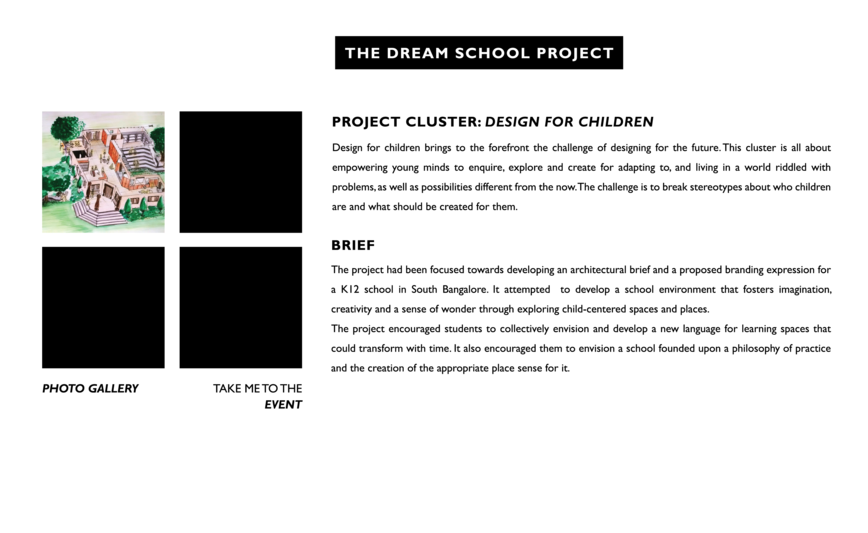 THE DREAM SCHOOL PROJECT
PROJECT CLUSTER: DESIGN FOR CHILDREN
Design for children brings to the forefront the challenge of designing for the future. This cluster is all about
empowering young minds to enquire, explore and create for adapting to, and living in a world riddled with
problems, as well as possibilities different from the now. The challenge is to break stereotypes about who children
are and what should be created for them.
BRIEF
The project had been focused towards developing an architectural brief and a proposed branding expression for
a K12 school in South Bangalore. It attempted to develop a school environment that fosters imagination,
creativity and a sense of wonder through exploring child-centered spaces and places.
The project encouraged students to collectively envision and develop a new language for learning spaces that
could transform with time. It also encouraged them to envision a school founded upon a philosophy of practice
and the creation of the appropriate place sense for it.
PHOTO GALLERY
TAKE ME TO THE
EVENT